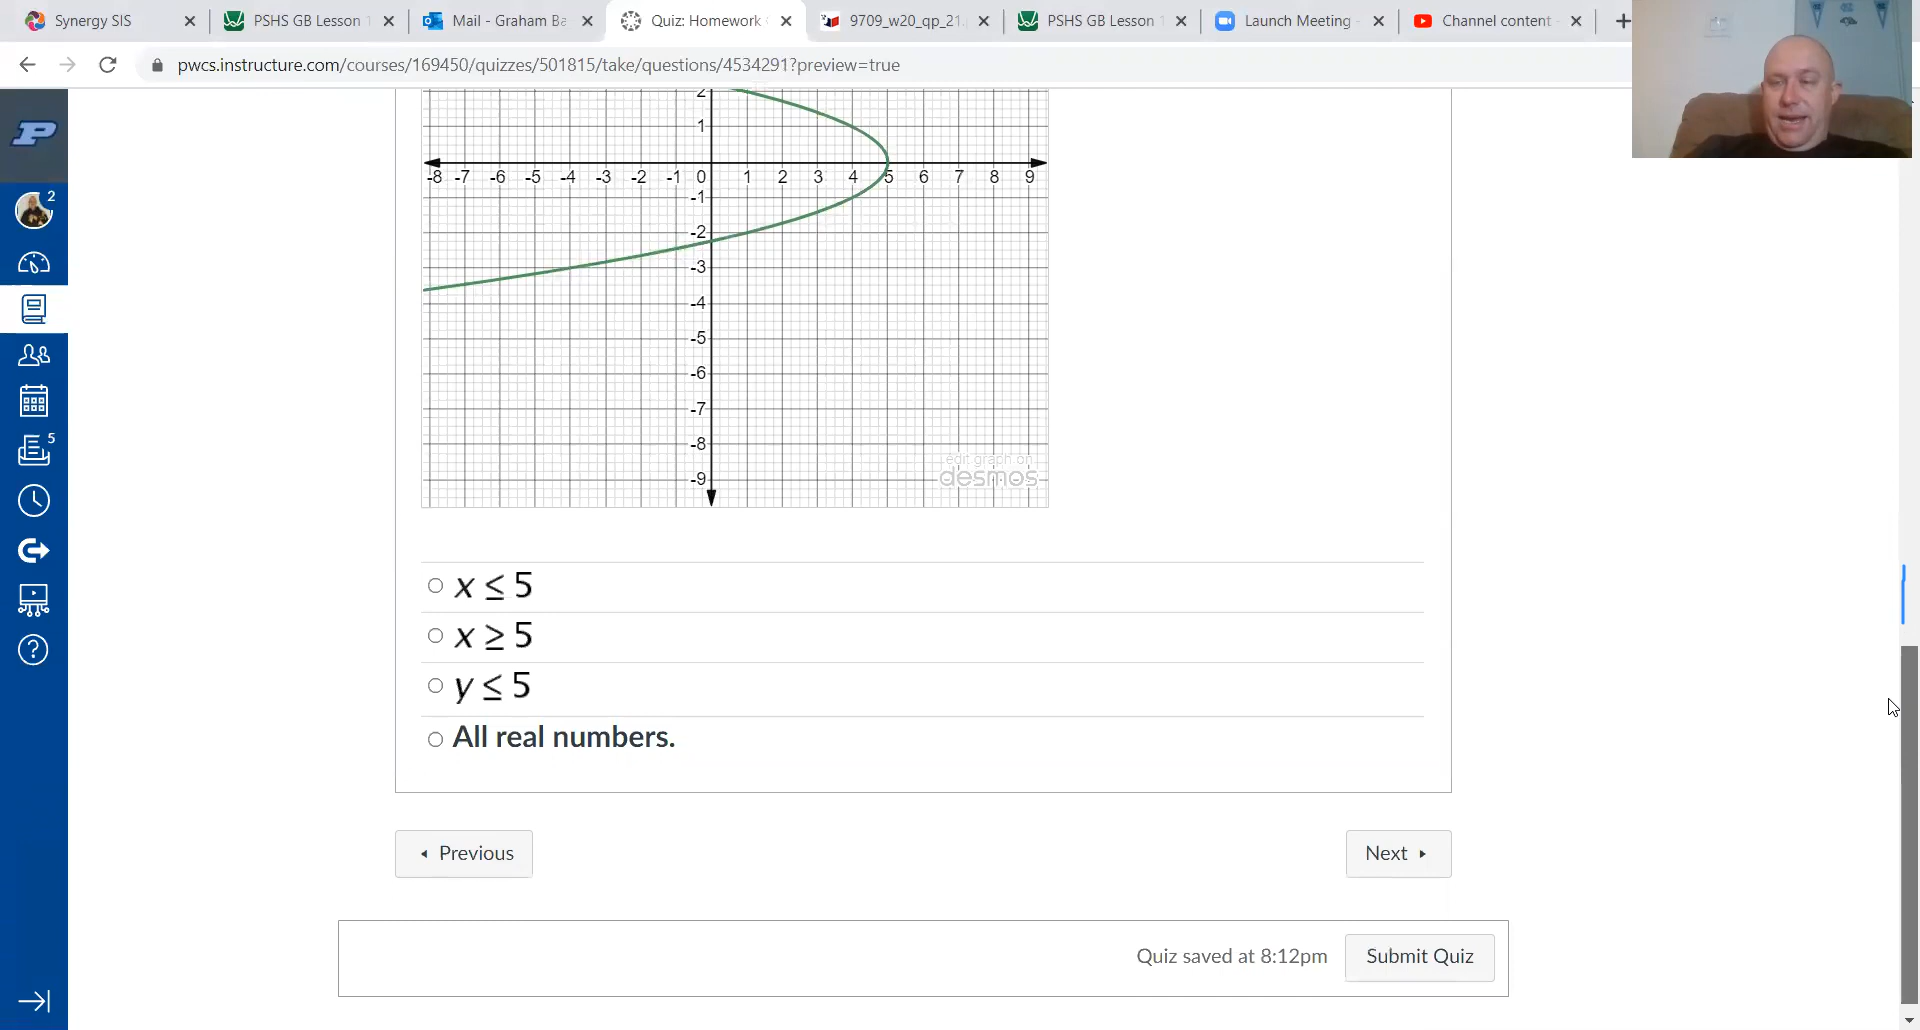 Synergy SIS
PSHS GB Lesson 1
Mail - Graham Ba
Quiz: Homework
9709_w20_qp_21.
PSHS GB Lesson 1
Launch Meeting -
Channel content -
pwcs.instructure.com/courses/169450/quizzes/501815/take/questions/4534291?preview=true
P
2
5
2
1
-8 -7 -6 -5 -4 -3 -2 -1 0 1 2 3 4 5 6 7 8 9
-1
-2
-3
-4
-5
-6
-7
-8
-9
edit graph on
desmos
x ≤ 5
x ≥ 5
y ≤ 5
All real numbers.
Previous
Next
Quiz saved at 8:12pm
Submit Quiz